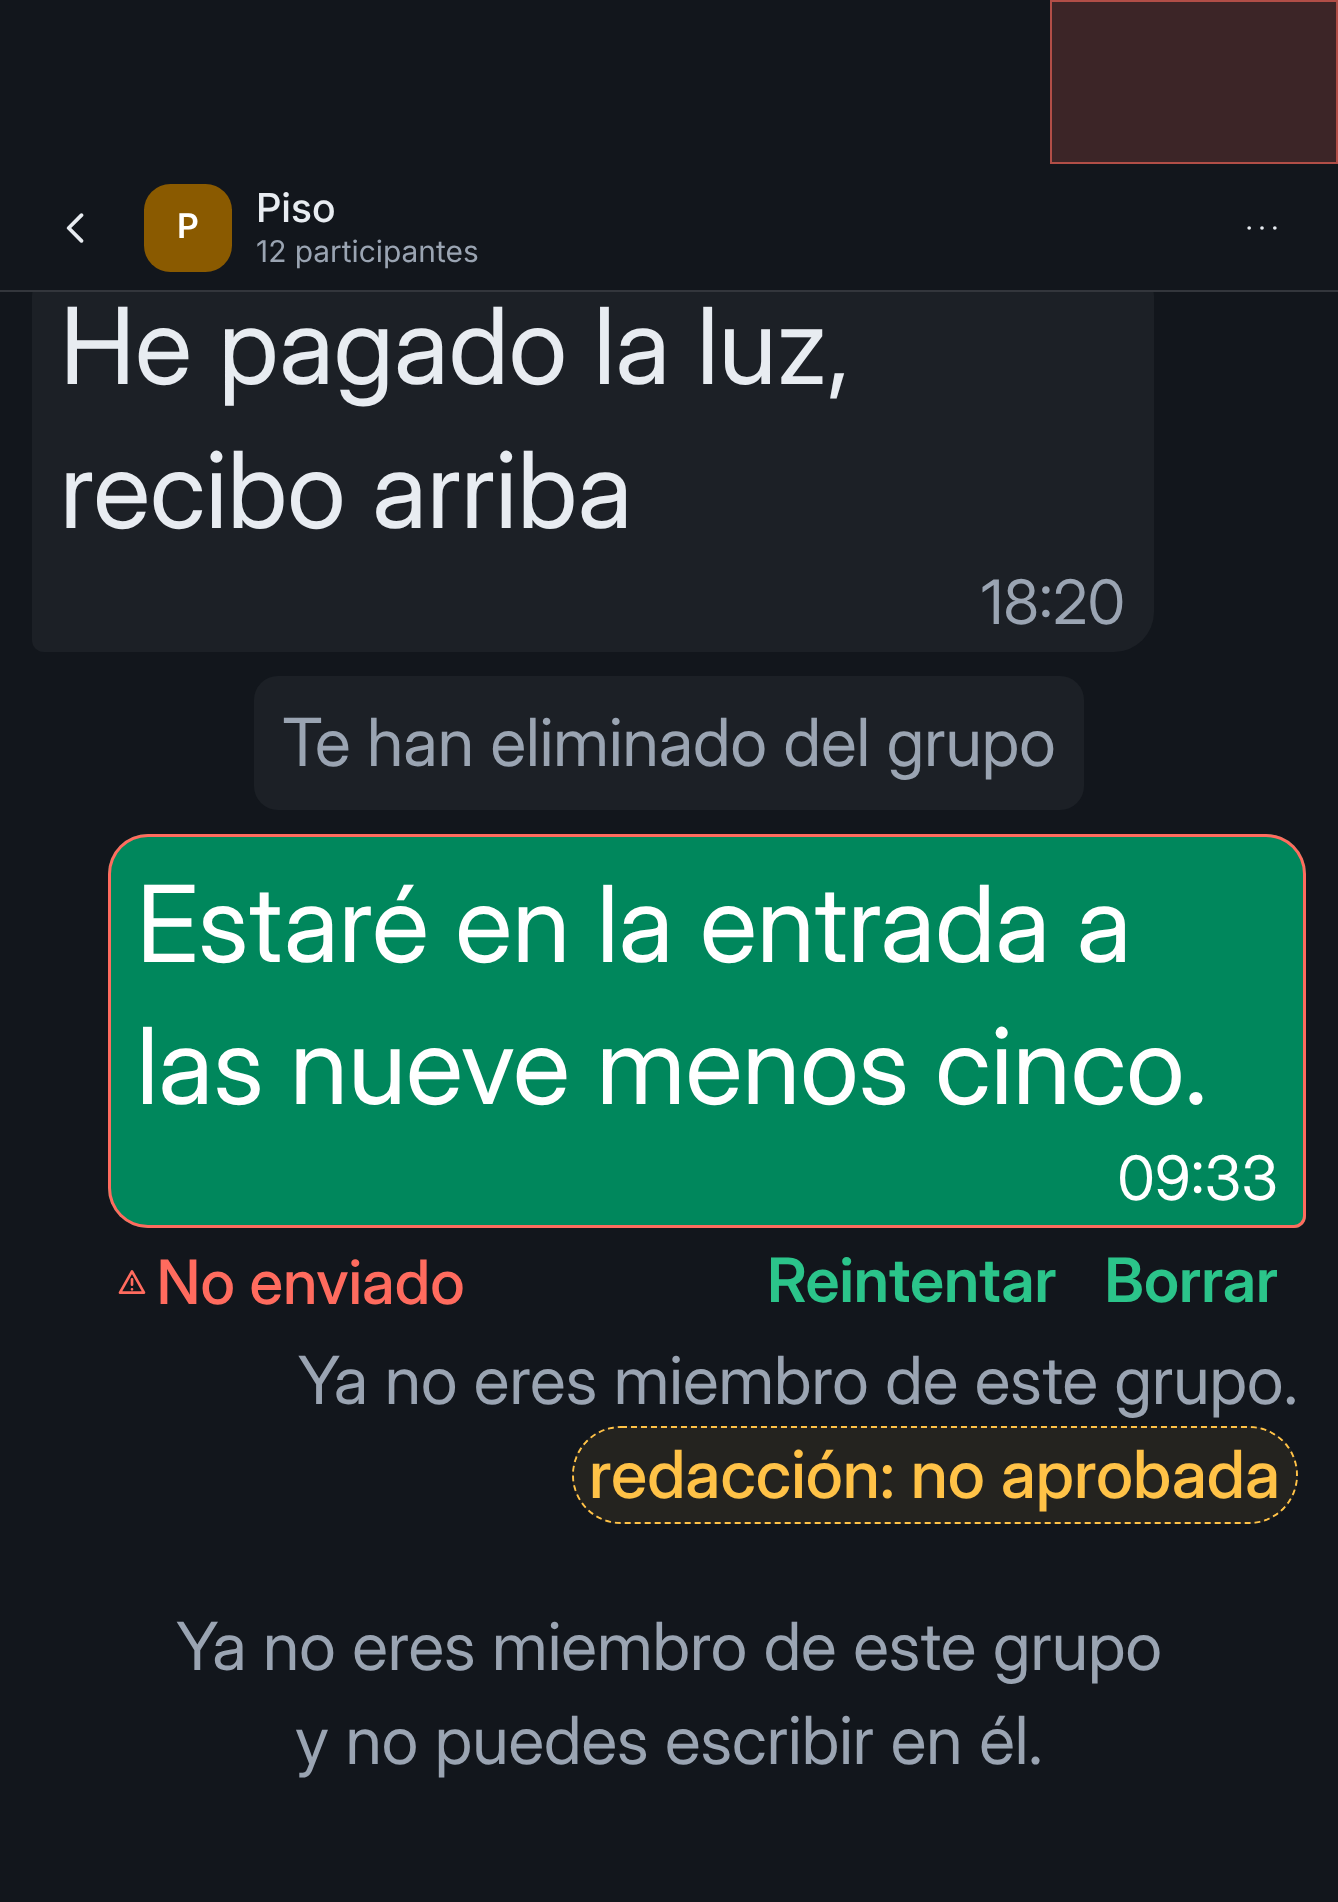 P
Piso
12 participantes
He pagado la luz,
recibo arriba
18:20
Te han eliminado del grupo
Estaré en la entrada a
las nueve menos cinco.
09:33
No enviado
Reintentar
Borrar
Ya no eres miembro de este grupo.
redacción: no aprobada
Ya no eres miembro de este grupo
y no puedes escribir en él.